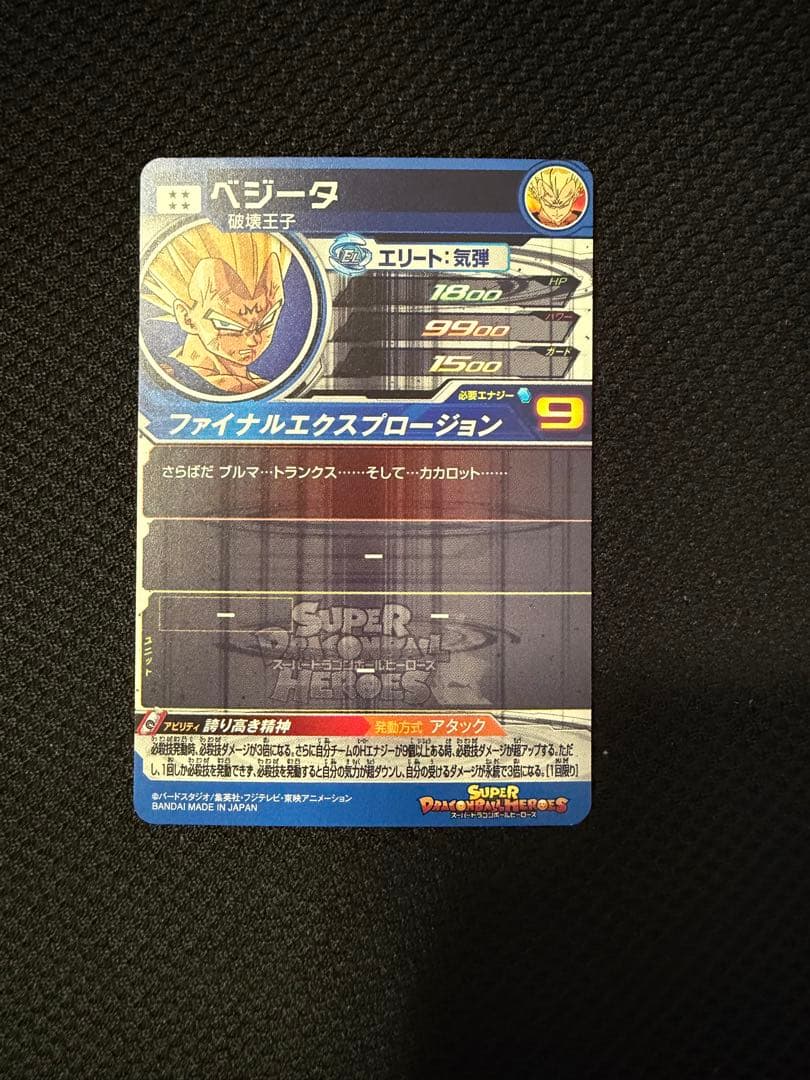 ★★
★★
ベジータ
破壊王子
EL エリート:気弾
HP
1800
パワー
9900
ガード
1500
必要エナジー 9
ファイナルエクスプロージョン
さらばだ ブルマ…トランクス……そして…カカロット……
ー
ー ー
ー
ユニット
SUPER
DRAGONBALL
スーパードラゴンボールヒーローズ
HEROES
アビリティ 誇り高き精神 発動方式 アタック
必殺技発動時、必殺技ダメージが3倍になる。さらに自分チームのHエナジーが9個以上ある時、必殺技ダメージが超アップする。ただ
し、1回しか必殺技を発動できず、必殺技を発動すると自分の気力が超ダウンし、自分の受けるダメージが永続で3倍になる。[1回限り]
©バードスタジオ/集英社・フジテレビ・東映アニメーション
BANDAI MADE IN JAPAN
SUPER
DRAGONBALL HEROES
スーパードラゴンボールヒーローズ